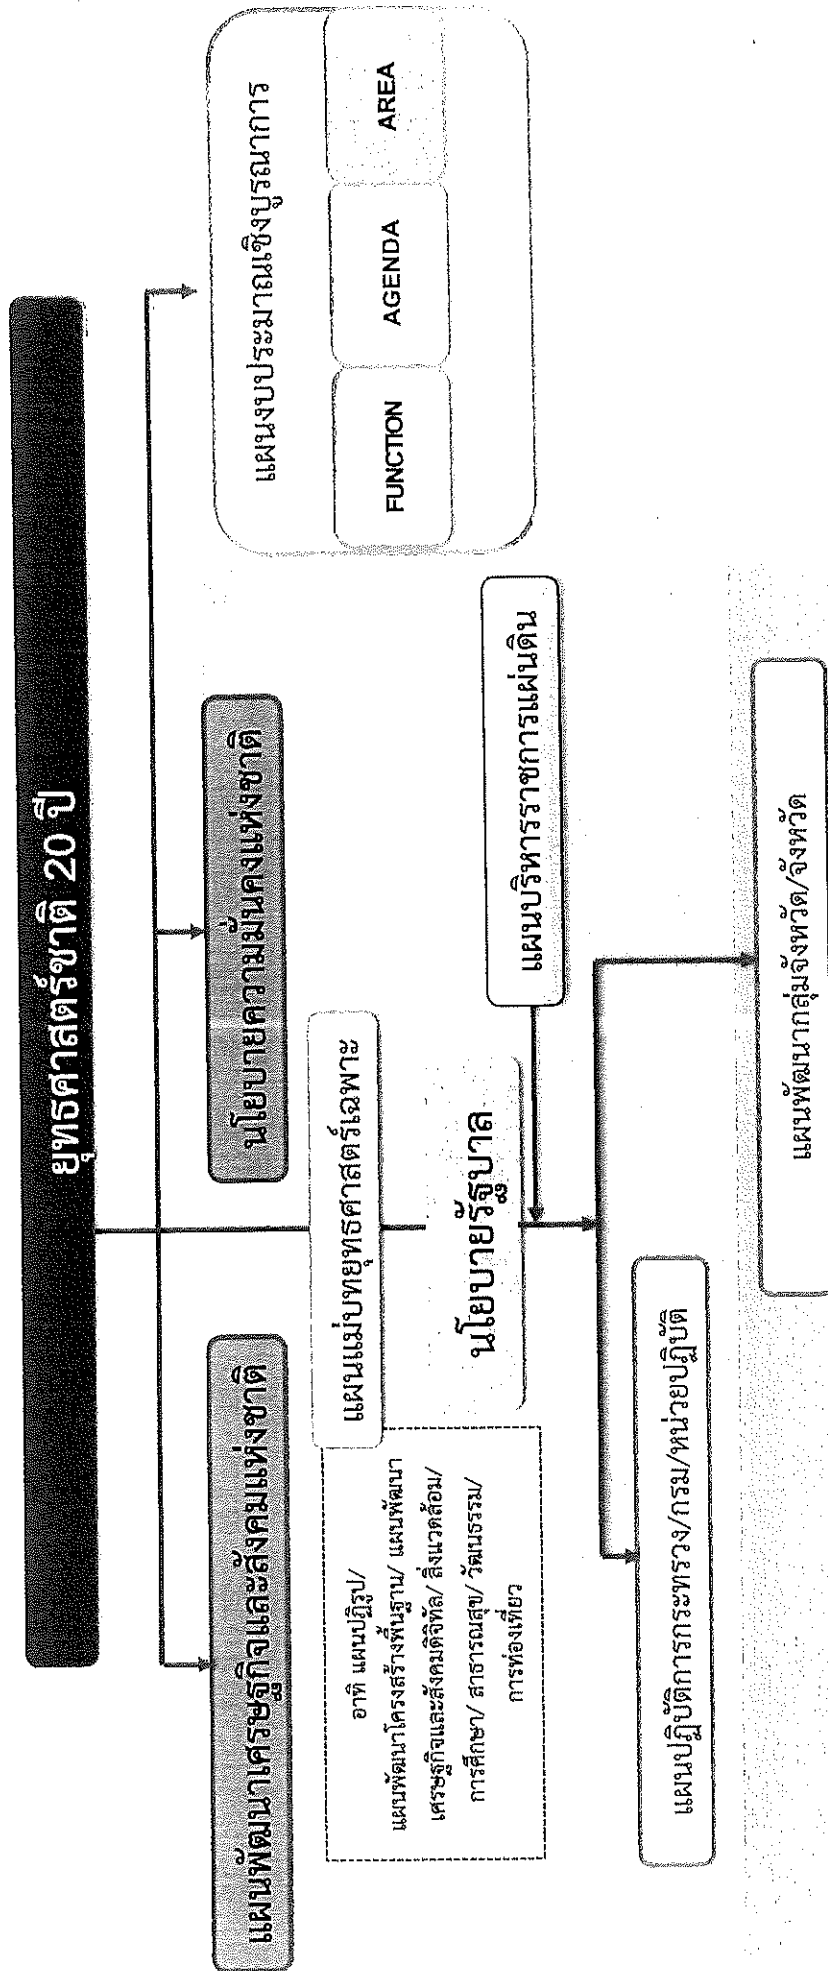 ยุทธศาสตร์ชาติ 20 ปี
แผนพัฒนาเศรษฐกิจและสังคมแห่งชาติ
นโยบายความมั่นคงแห่งชาติ
แผนงบประมาณเชิงบูรณาการ
FUNCTION
AGENDA
AREA
แผนแม่บทยุทธศาสตร์เฉพาะ
อาทิ แผนปฏิรูป/
แผนพัฒนาโครงสร้างพื้นฐาน/ แผนพัฒนา
เศรษฐกิจและสังคมดิจิทัล/ สิ่งแวดล้อม/
การศึกษา/ สาธารณสุข/ วัฒนธรรม/
การท่องเที่ยว
นโยบายรัฐบาล
แผนบริหารราชการแผ่นดิน
แผนปฏิบัติการกระทรวง/กรม/หน่วยปฏิบัติ
แผนพัฒนากลุ่มจังหวัด/จังหวัด